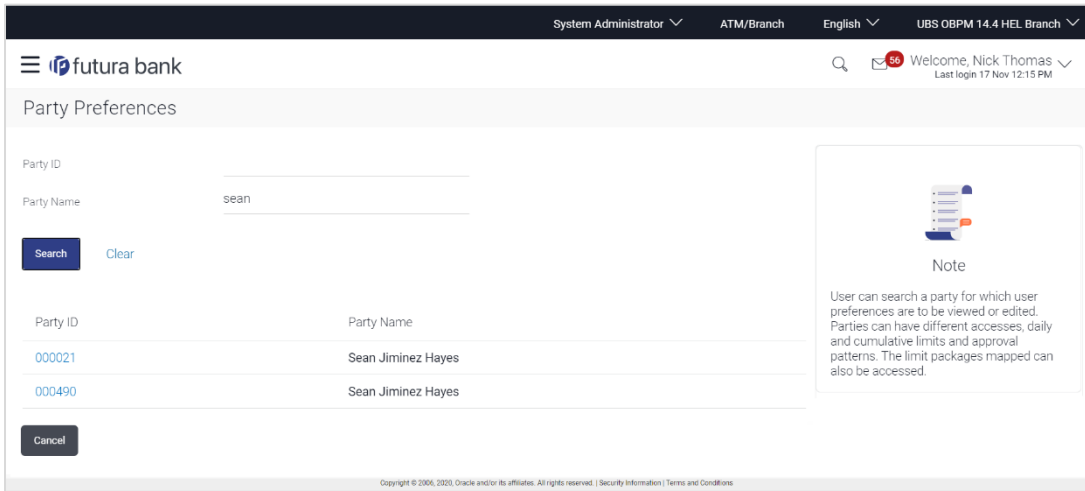 System Administrator ATM/Branch English UBS OBPM 14.4 HEL Branch
futura bank 56 Welcome, Nick Thomas
Last login 17 Nov 12:15 PM
Party Preferences
Party ID
Party Name sean
Search Clear
Party ID Party Name
000021 Sean Jiminez Hayes
000490 Sean Jiminez Hayes
Cancel
Note
User can search a party for which user
preferences are to be viewed or edited.
Parties can have different accesses, daily
and cumulative limits and approval
patterns. The limit packages mapped can
also be accessed.
Copyright © 2006, 2020, Oracle and/or its affiliates. All rights reserved. | Security Information | Terms and Conditions